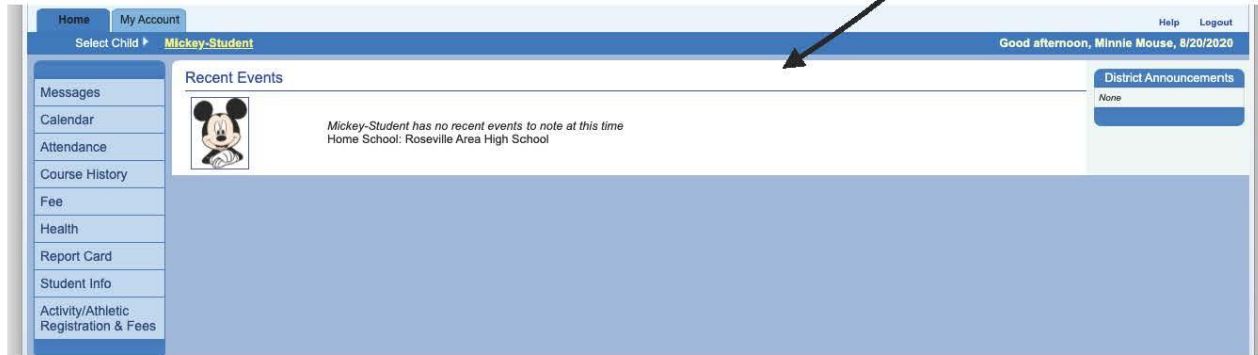 Home My Account
Help Logout
Select Child Mickey-Student
Good afternoon, Minnie Mouse, 8/20/2020
Messages
Calendar
Attendance
Course History
Fee
Health
Report Card
Student Info
Activity/Athletic
Registration & Fees
Recent Events
Mickey-Student has no recent events to note at this time
Home School: Roseville Area High School
District Announcements
None